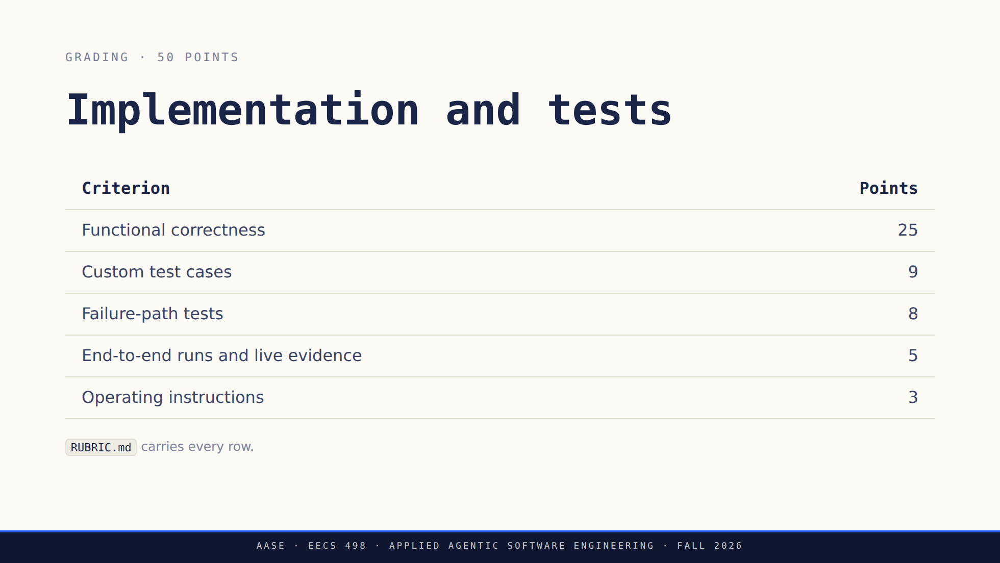 GRADING · 50 POINTS
Implementation and tests
Criterion Points
Functional correctness 25
Custom test cases 9
Failure-path tests 8
End-to-end runs and live evidence 5
Operating instructions 3
RUBRIC.md carries every row.
AASE · EECS 498 · APPLIED AGENTIC SOFTWARE ENGINEERING · FALL 2026